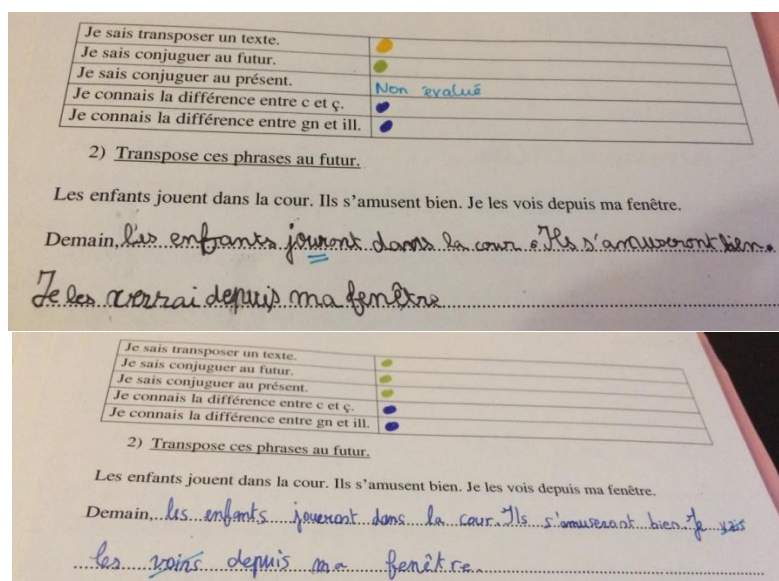 Je sais transposer un texte.
Je sais conjuguer au futur.
Je sais conjuguer au présent. Non évalué
Je connais la différence entre c et ç.
Je connais la différence entre gn et ill.
2) Transpose ces phrases au futur.
Les enfants jouent dans la cour. Ils s'amusent bien. Je les vois depuis ma fenêtre.
Demain, les enfants jouront dans la cour. Ils s'amuseront bien.
Je les verrai depuis ma fenêtre
Je sais transposer un texte.
Je sais conjuguer au futur.
Je sais conjuguer au présent.
Je connais la différence entre c et ç.
Je connais la différence entre gn et ill.
2) Transpose ces phrases au futur.
Les enfants jouent dans la cour. Ils s'amusent bien. Je les vois depuis ma fenêtre.
Demain, les enfants joueront dans la cour. Ils s'amuseront bien. Je vais
les voirs depuis ma fenêtre.